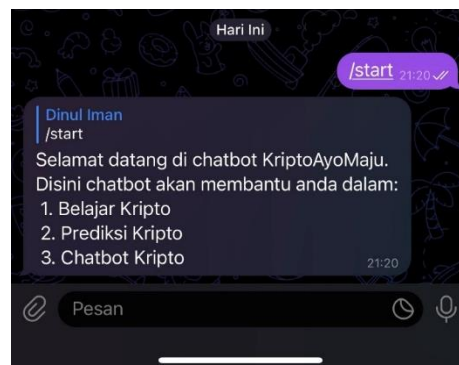 Hari Ini
/start 21:20
Dinul Iman
/start
Selamat datang di chatbot KriptoAyoMaju.
Disini chatbot akan membantu anda dalam:
1. Belajar Kripto
2. Prediksi Kripto
3. Chatbot Kripto
21:20
Pesan